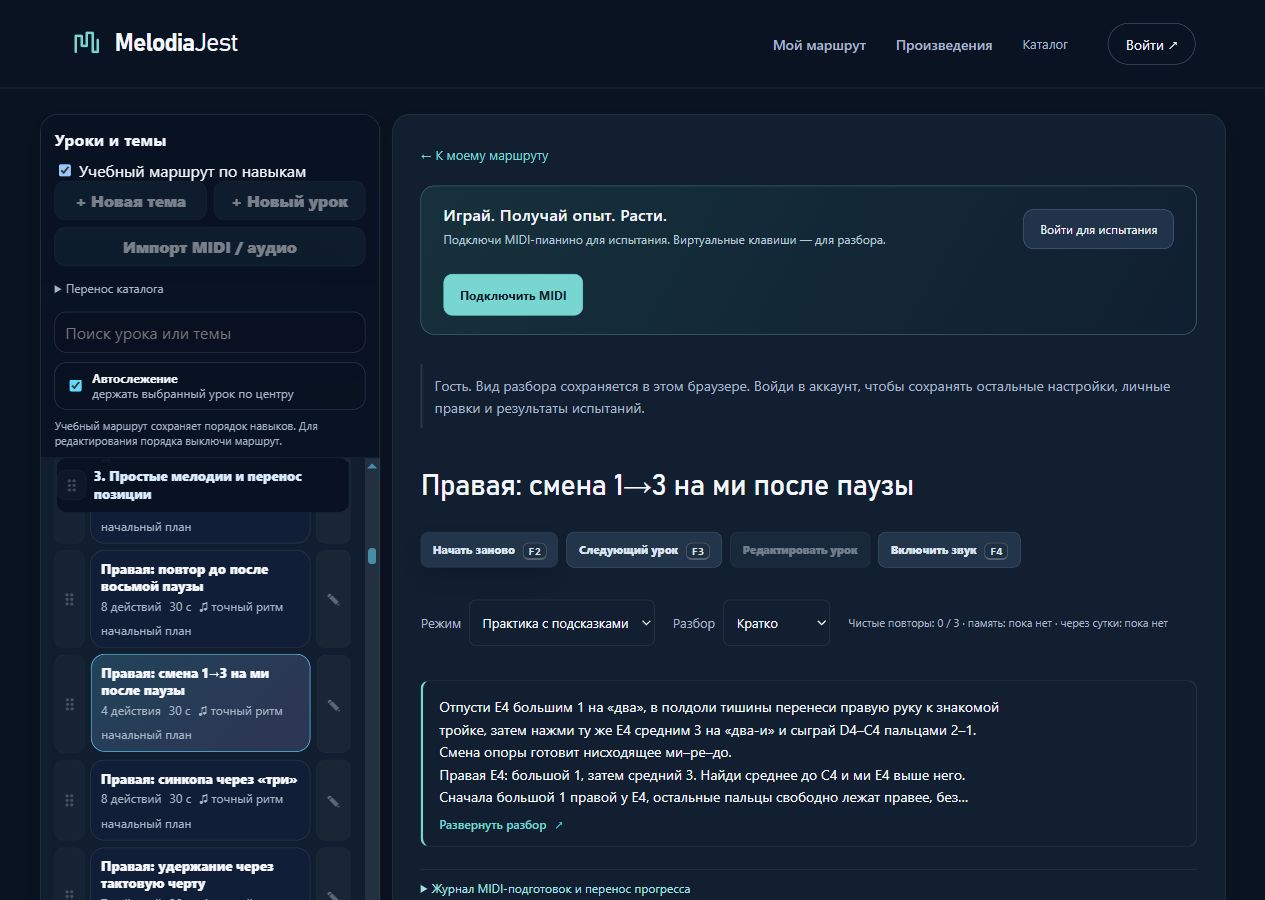 MelodiaJest
Мой маршрут
Произведения
Каталог
Войти ↗
Уроки и темы
Учебный маршрут по навыкам
+ Новая тема
+ Новый урок
Импорт MIDI / аудио
▶ Перенос каталога
Поиск урока или темы
Автослежение
держать выбранный урок по центру
Учебный маршрут сохраняет порядок навыков. Для
редактирования порядка выключи маршрут.
3. Простые мелодии и перенос
позиции
начальный план
Правая: повтор до после
восьмой паузы
8 действий 30 с ♫ точный ритм
начальный план
Правая: смена 1→3 на ми
после паузы
4 действия 30 с ♫ точный ритм
начальный план
Правая: синкопа через «три»
8 действий 30 с ♫ точный ритм
начальный план
Правая: удержание через
тактовую черту
← К моему маршруту
Играй. Получай опыт. Расти.
Подключи MIDI-пианино для испытания. Виртуальные клавиши — для разбора.
Войти для испытания
Подключить MIDI
Гость. Вид разбора сохраняется в этом браузере. Войди в аккаунт, чтобы сохранять остальные настройки, личные
правки и результаты испытаний.
Правая: смена 1→3 на ми после паузы
Начать заново F2
Следующий урок F3
Редактировать урок
Включить звук F4
Режим
Практика с подсказками
Разбор
Кратко
Чистые повторы: 0 / 3 · память: пока нет · через сутки: пока нет
Отпусти E4 большим 1 на «два», в полдоли тишины перенеси правую руку к знакомой
тройке, затем нажми ту же E4 средним 3 на «два-и» и сыграй D4–C4 пальцами 2–1.
Смена опоры готовит нисходящее ми–ре–до.
Правая E4: большой 1, затем средний 3. Найди среднее до C4 и ми E4 выше него.
Сначала большой 1 правой у E4, остальные пальцы свободно лежат правее, без…
Развернуть разбор ↗
▶ Журнал MIDI-подготовок и перенос прогресса